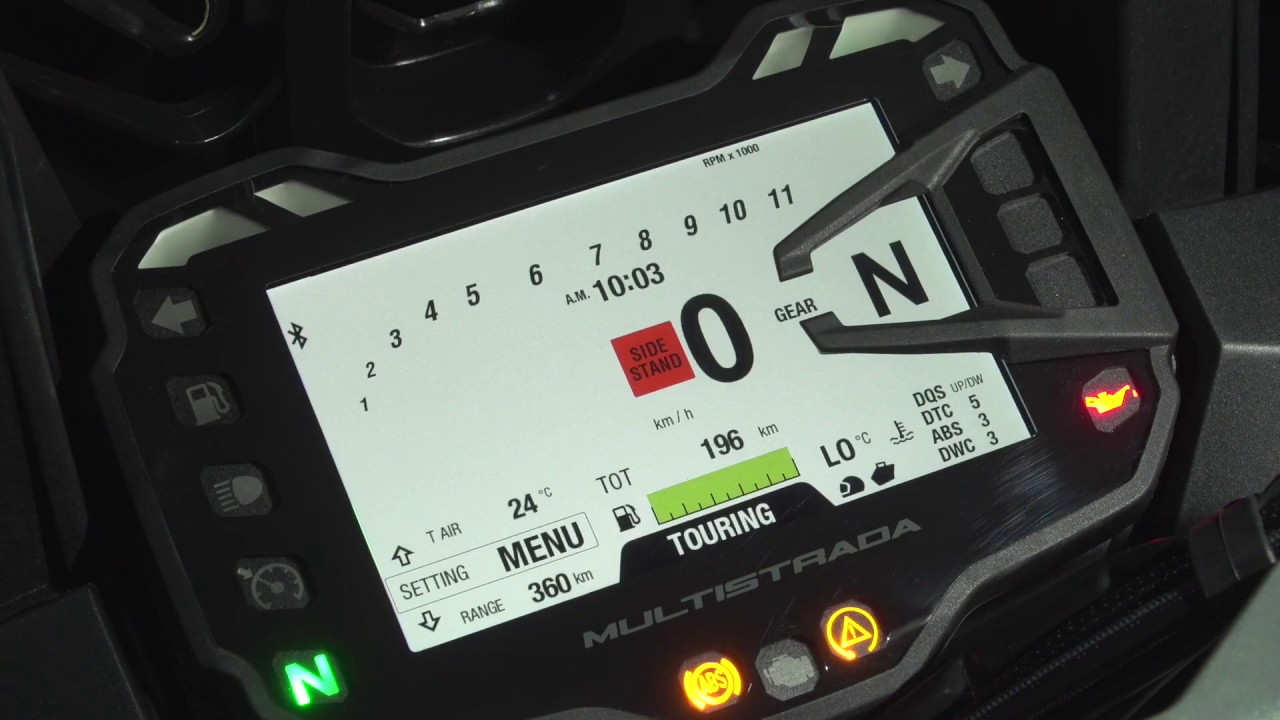 RPM x 1000
1 2 3 4 5 6 7 8 9 10 11
A.M. 10:03
SIDE
STAND
0
km/h
GEAR N
TOT 196 km
LO °C
DQS UP/DW
DTC 5
ABS 3
DWC 3
T AIR 24 °C
SETTING MENU
RANGE 360 km
TOURING
MULTISTRADA
N
ABS